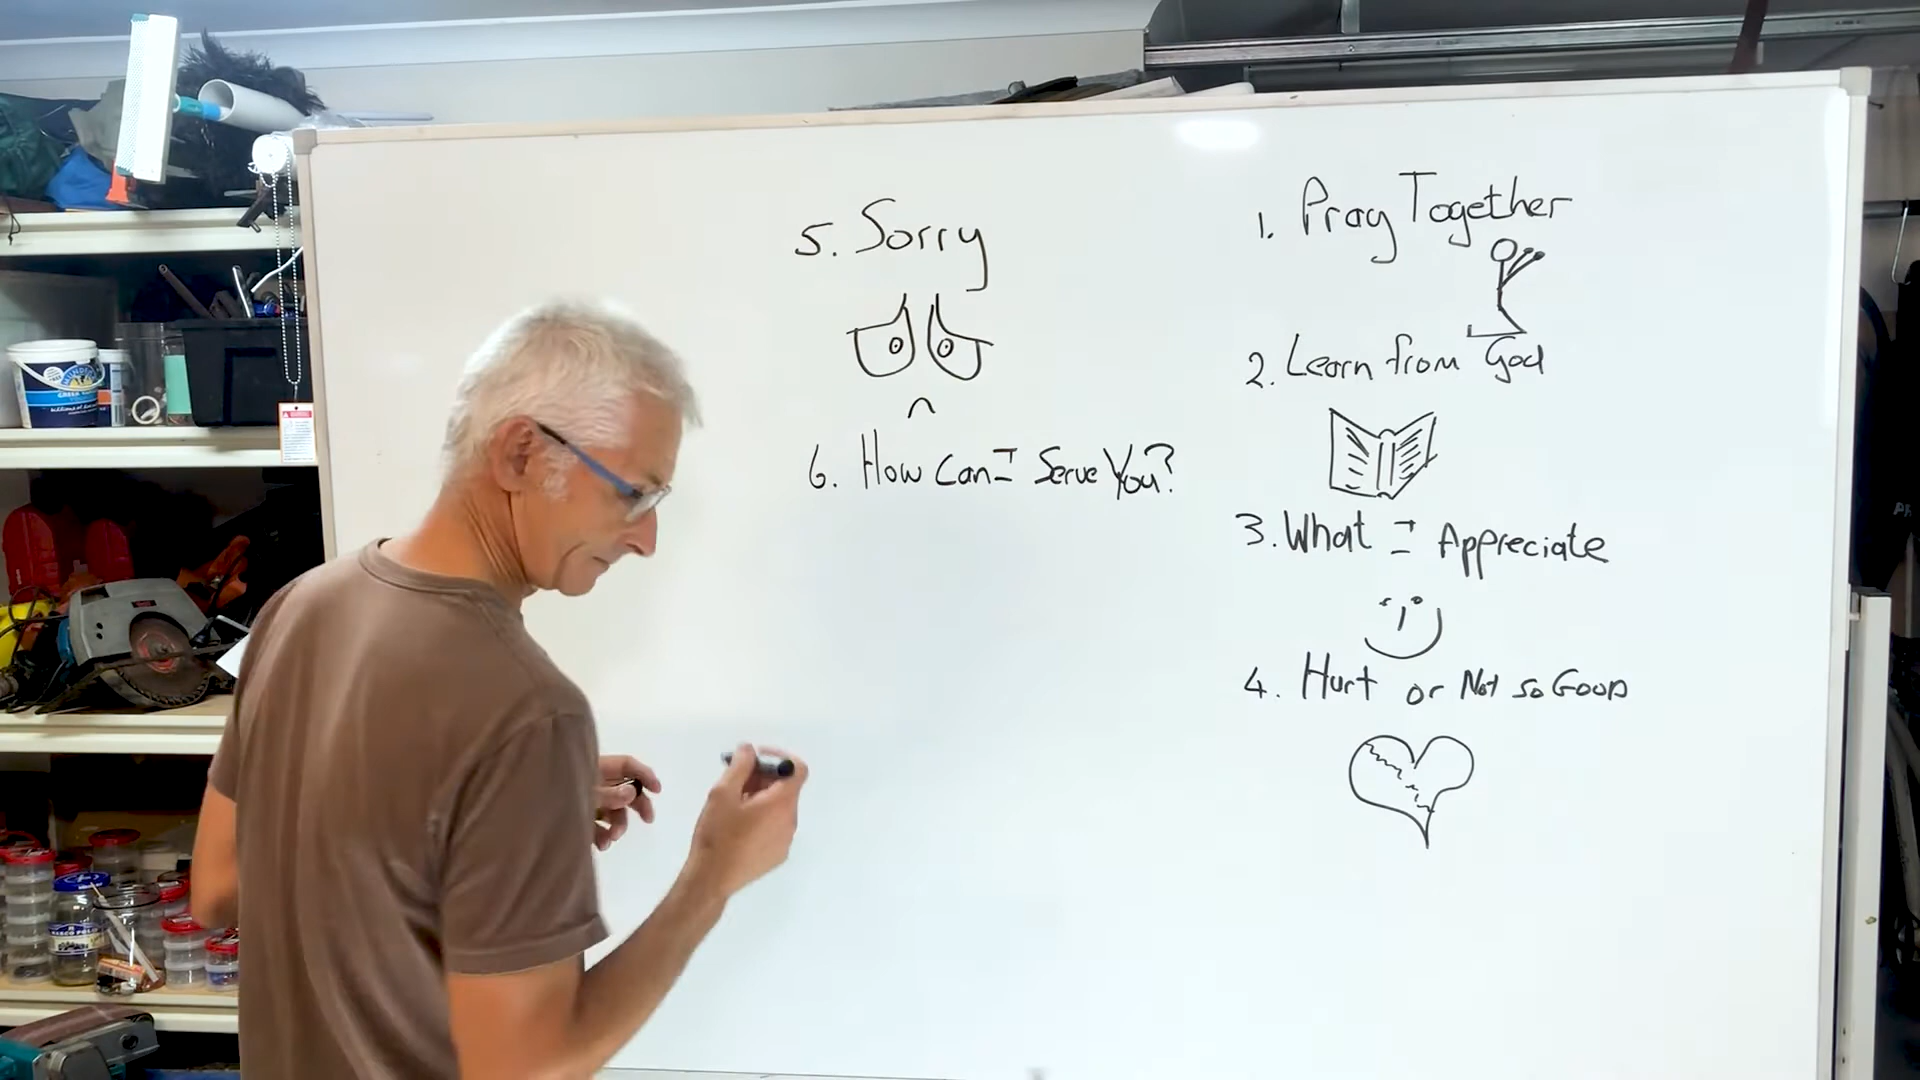 1. Pray Together
2. Learn from God
3. What I Appreciate
4. Hurt or Not so Good
5. Sorry
6. How Can I Serve You?